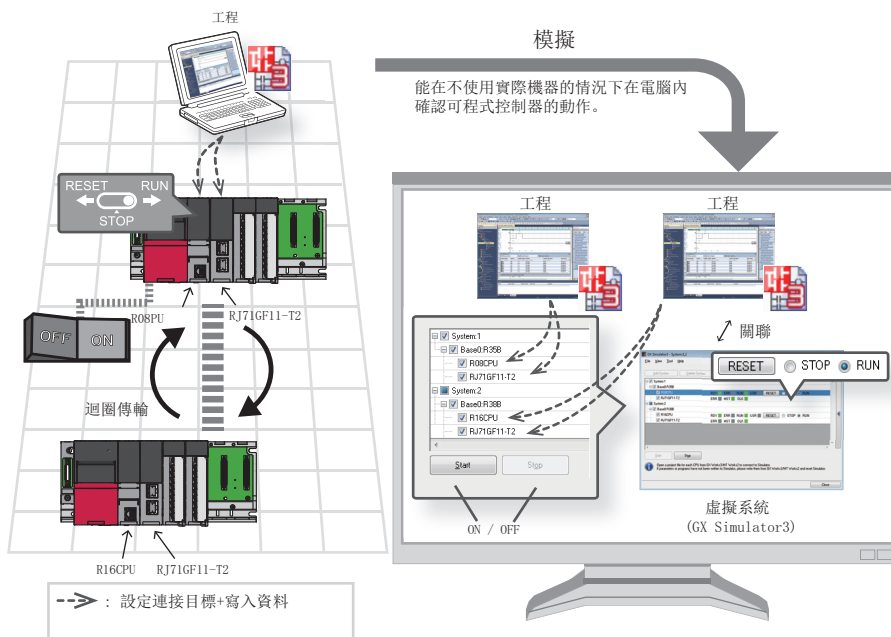 工程
模擬
能在不使用實際機器的情況下在電腦內
確認可程式控制器的動作。
RESET RUN
STOP
R08PU
RJ71GF11-T2
OFF ON
迴圈傳輸
R16CPU
RJ71GF11-T2
-->: 設定連接目標+寫入資料
工程
工程
關聯
System:1
Base0:R35B
R08CPU
RJ71GF11-T2
System:2
Base0:R38B
R16CPU
RJ71GF11-T2
Start
Stop
ON / OFF
RESET STOP RUN
Close
虛擬系統
(GX Simulator3)